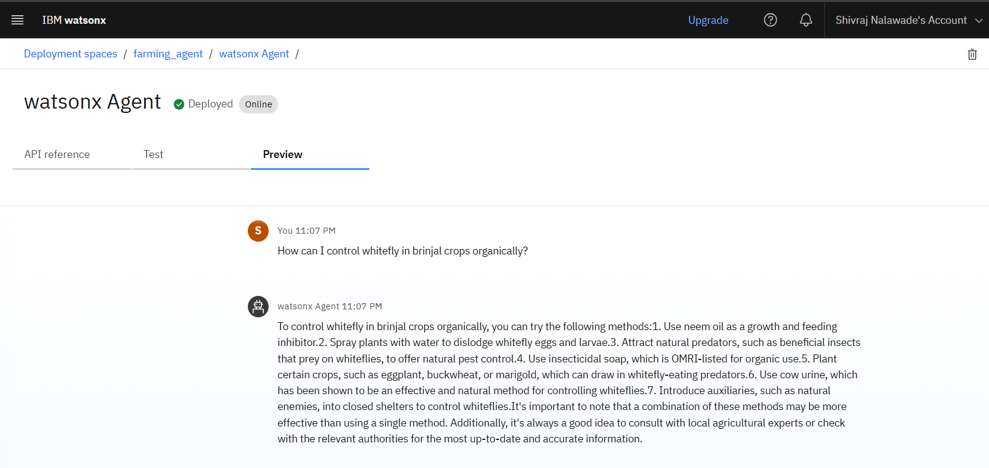 IBM watsonx
Upgrade
Shivraj Nalawade's Account
Deployment spaces / farming_agent / watsonx Agent /
watsonx Agent
Deployed
Online
API reference
Test
Preview
S
You 11:07 PM
How can I control whitefly in brinjal crops organically?
watsonx Agent 11:07 PM
To control whitefly in brinjal crops organically, you can try the following methods:1. Use neem oil as a growth and feeding
inhibitor.2. Spray plants with water to dislodge whitefly eggs and larvae.3. Attract natural predators, such as beneficial insects
that prey on whiteflies, to offer natural pest control.4. Use insecticidal soap, which is OMRI-listed for organic use.5. Plant
certain crops, such as eggplant, buckwheat, or marigold, which can draw in whitefly-eating predators.6. Use cow urine, which
has been shown to be an effective and natural method for controlling whiteflies.7. Introduce auxiliaries, such as natural
enemies, into closed shelters to control whiteflies.It's important to note that a combination of these methods may be more
effective than using a single method. Additionally, it's always a good idea to consult with local agricultural experts or check
with the relevant authorities for the most up-to-date and accurate information.